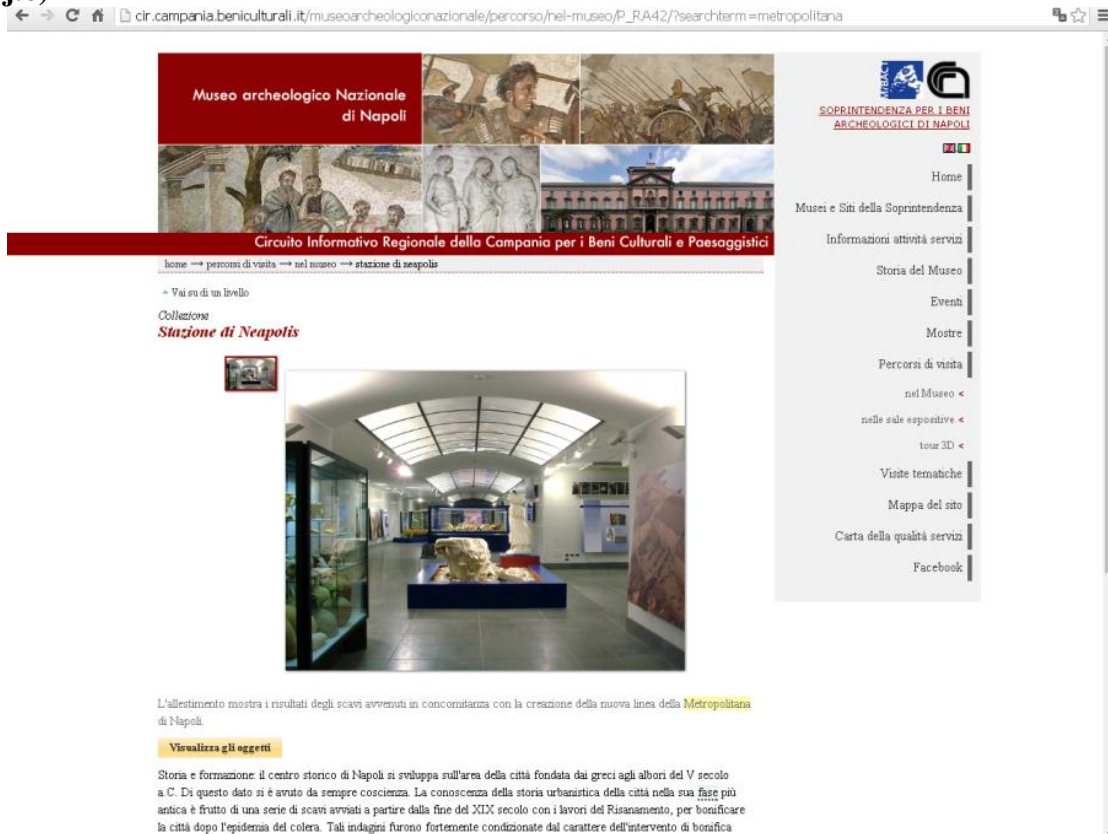 cir.campania.beniculturali.it/museoarcheologiconazionale/percorso/nel-museo/P_RA42/?searchterm=metropolitana
Museo archeologico Nazionale
di Napoli
Circuito Informativo Regionale della Campania per i Beni Culturali e Paesaggistici
MiBACT
SOPRINTENDENZA PER I BENI
ARCHEOLOGICI DI NAPOLI
Home
Musei e Siti della Soprintendenza
Informazioni attività servizi
Storia del Museo
Eventi
Mostre
Percorsi di visita
nel Museo <
nelle sale espositive <
tour 3D <
Visite tematiche
Mappa del sito
Carta della qualità servizi
Facebook
home → percorsi di visita → nel museo → stazione di neapolis
Vai su di un livello
Collezione
Stazione di Neapolis
L'allestimento mostra i risultati degli scavi avvenuti in concomitanza con la creazione della nuova linea della Metropolitana
di Napoli.
Visualizza gli oggetti
Storia e formazione: il centro storico di Napoli si sviluppa sull'area della città fondata dai greci agli albori del V secolo
a.C. Di questo dato si è avuto da sempre coscienza. La conoscenza della storia urbanistica della città nella sua fase più
antica è frutto di una serie di scavi avviati a partire dalla fine del XIX secolo con i lavori del Risanamento, per bonificare
la città dopo l'epidemia del colera. Tali indagini furono fortemente condizionate dal carattere dell'intervento di bonifica